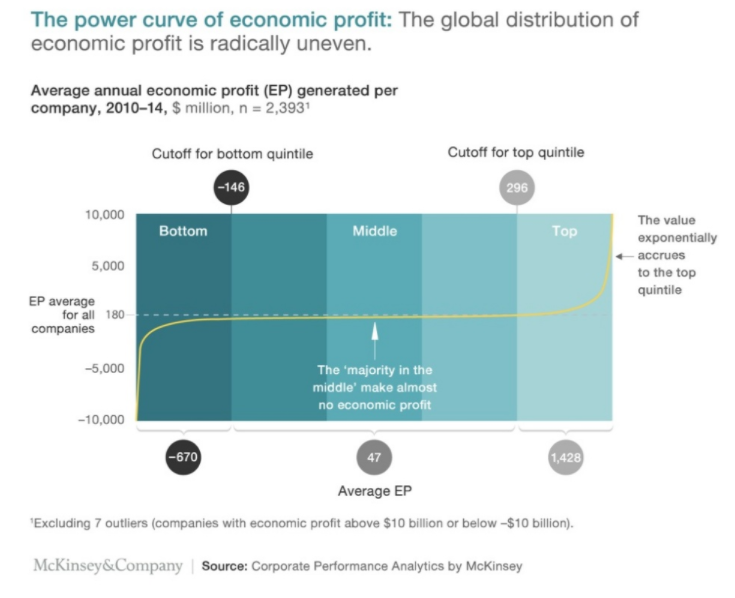 The power curve of economic profit: The global distribution of
economic profit is radically uneven.
Average annual economic profit (EP) generated per
company, 2010–14, $ million, n = 2,393¹
Cutoff for bottom quintile
Cutoff for top quintile
–146
296
10,000
5,000
EP average
for all
companies
180
–5,000
–10,000
Bottom
Middle
Top
The value
exponentially
accrues
to the top
quintile
The 'majority in the
middle' make almost
no economic profit
–670
47
1,428
Average EP
¹Excluding 7 outliers (companies with economic profit above $10 billion or below –$10 billion).
McKinsey&Company | Source: Corporate Performance Analytics by McKinsey